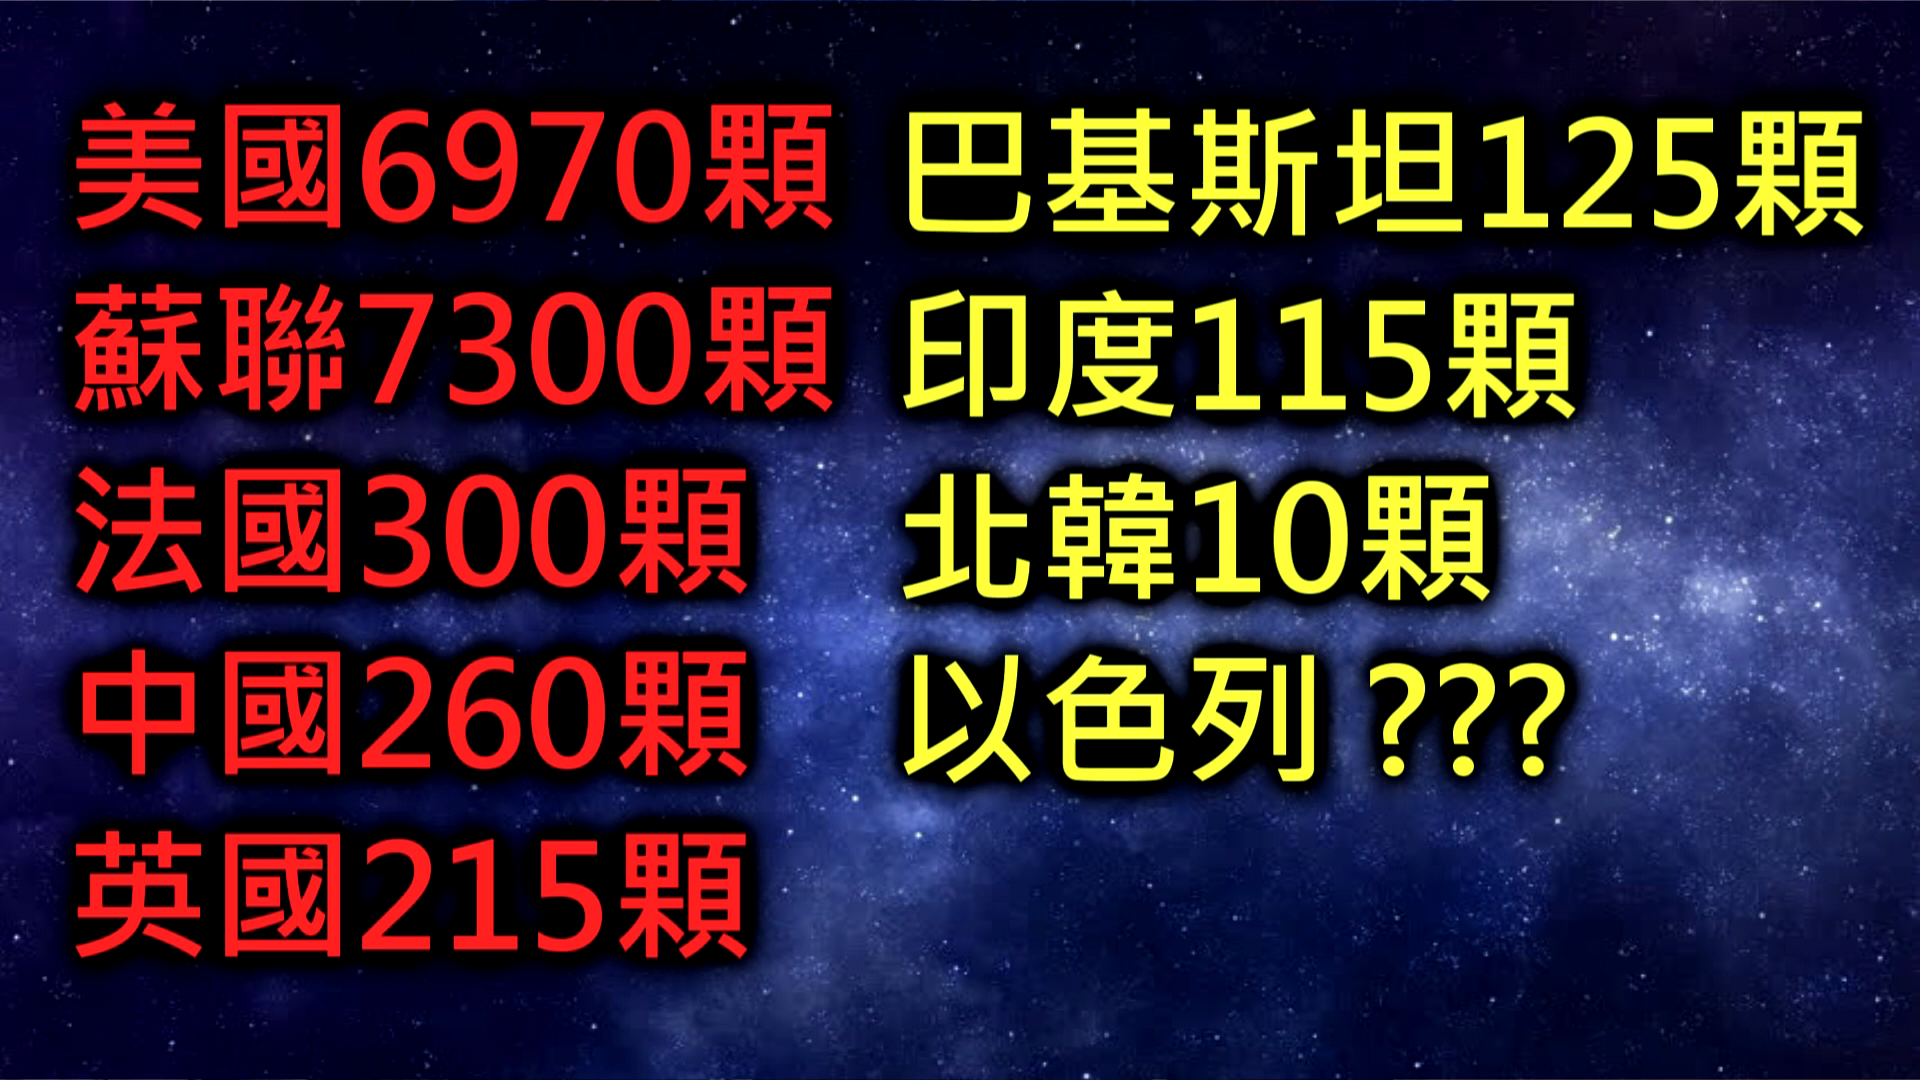 美國6970顆
蘇聯7300顆
法國300顆
中國260顆
英國215顆
巴基斯坦125顆
印度115顆
北韓10顆
以色列 ???